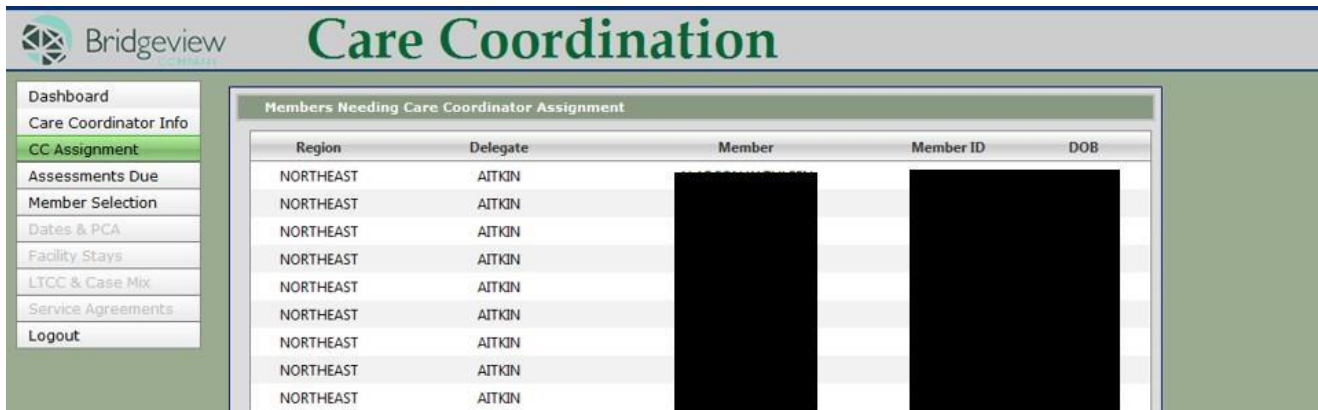 Bridgeview
COMPANY
Care Coordination
Dashboard
Care Coordinator Info
CC Assignment
Assessments Due
Member Selection
Dates & PCA
Facility Stays
LTCC & Case Mix
Service Agreements
Logout
Members Needing Care Coordinator Assignment
Region Delegate Member Member ID DOB
NORTHEAST AITKIN
NORTHEAST AITKIN
NORTHEAST AITKIN
NORTHEAST AITKIN
NORTHEAST AITKIN
NORTHEAST AITKIN
NORTHEAST AITKIN
NORTHEAST AITKIN
NORTHEAST AITKIN